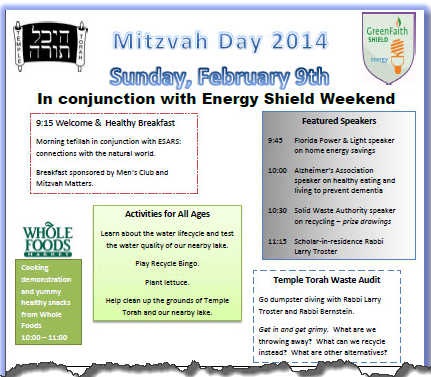 TEMPLE
היכל
תורה
TORAH
Mitzvah Day 2014
Sunday, February 9th
GreenFaith
SHIELD
energy
In conjunction with Energy Shield Weekend
9:15 Welcome & Healthy Breakfast
Morning tefillah in conjunction with ESARS:
connections with the natural world.
Breakfast sponsored by Men's Club and
Mitzvah Matters.
Featured Speakers
9:45 Florida Power & Light speaker
on home energy savings
10:00 Alzheimer's Association
speaker on healthy eating and
living to prevent dementia
10:30 Solid Waste Authority speaker
on recycling – prize drawings
11:15 Scholar-in-residence Rabbi
Larry Troster
WHOLE
FOODS
MARKET
Cooking
demonstration
and yummy
healthy snacks
from Whole
Foods
10:00 – 11:00
Activities for All Ages
Learn about the water lifecycle and test
the water quality of our nearby lake.
Play Recycle Bingo.
Plant lettuce.
Help clean up the grounds of Temple
Torah and our nearby lake.
Temple Torah Waste Audit
Go dumpster diving with Rabbi Larry
Troster and Rabbi Bernstein.
Get in and get grimy. What are we
throwing away? What can we recycle
instead? What are other alternatives?